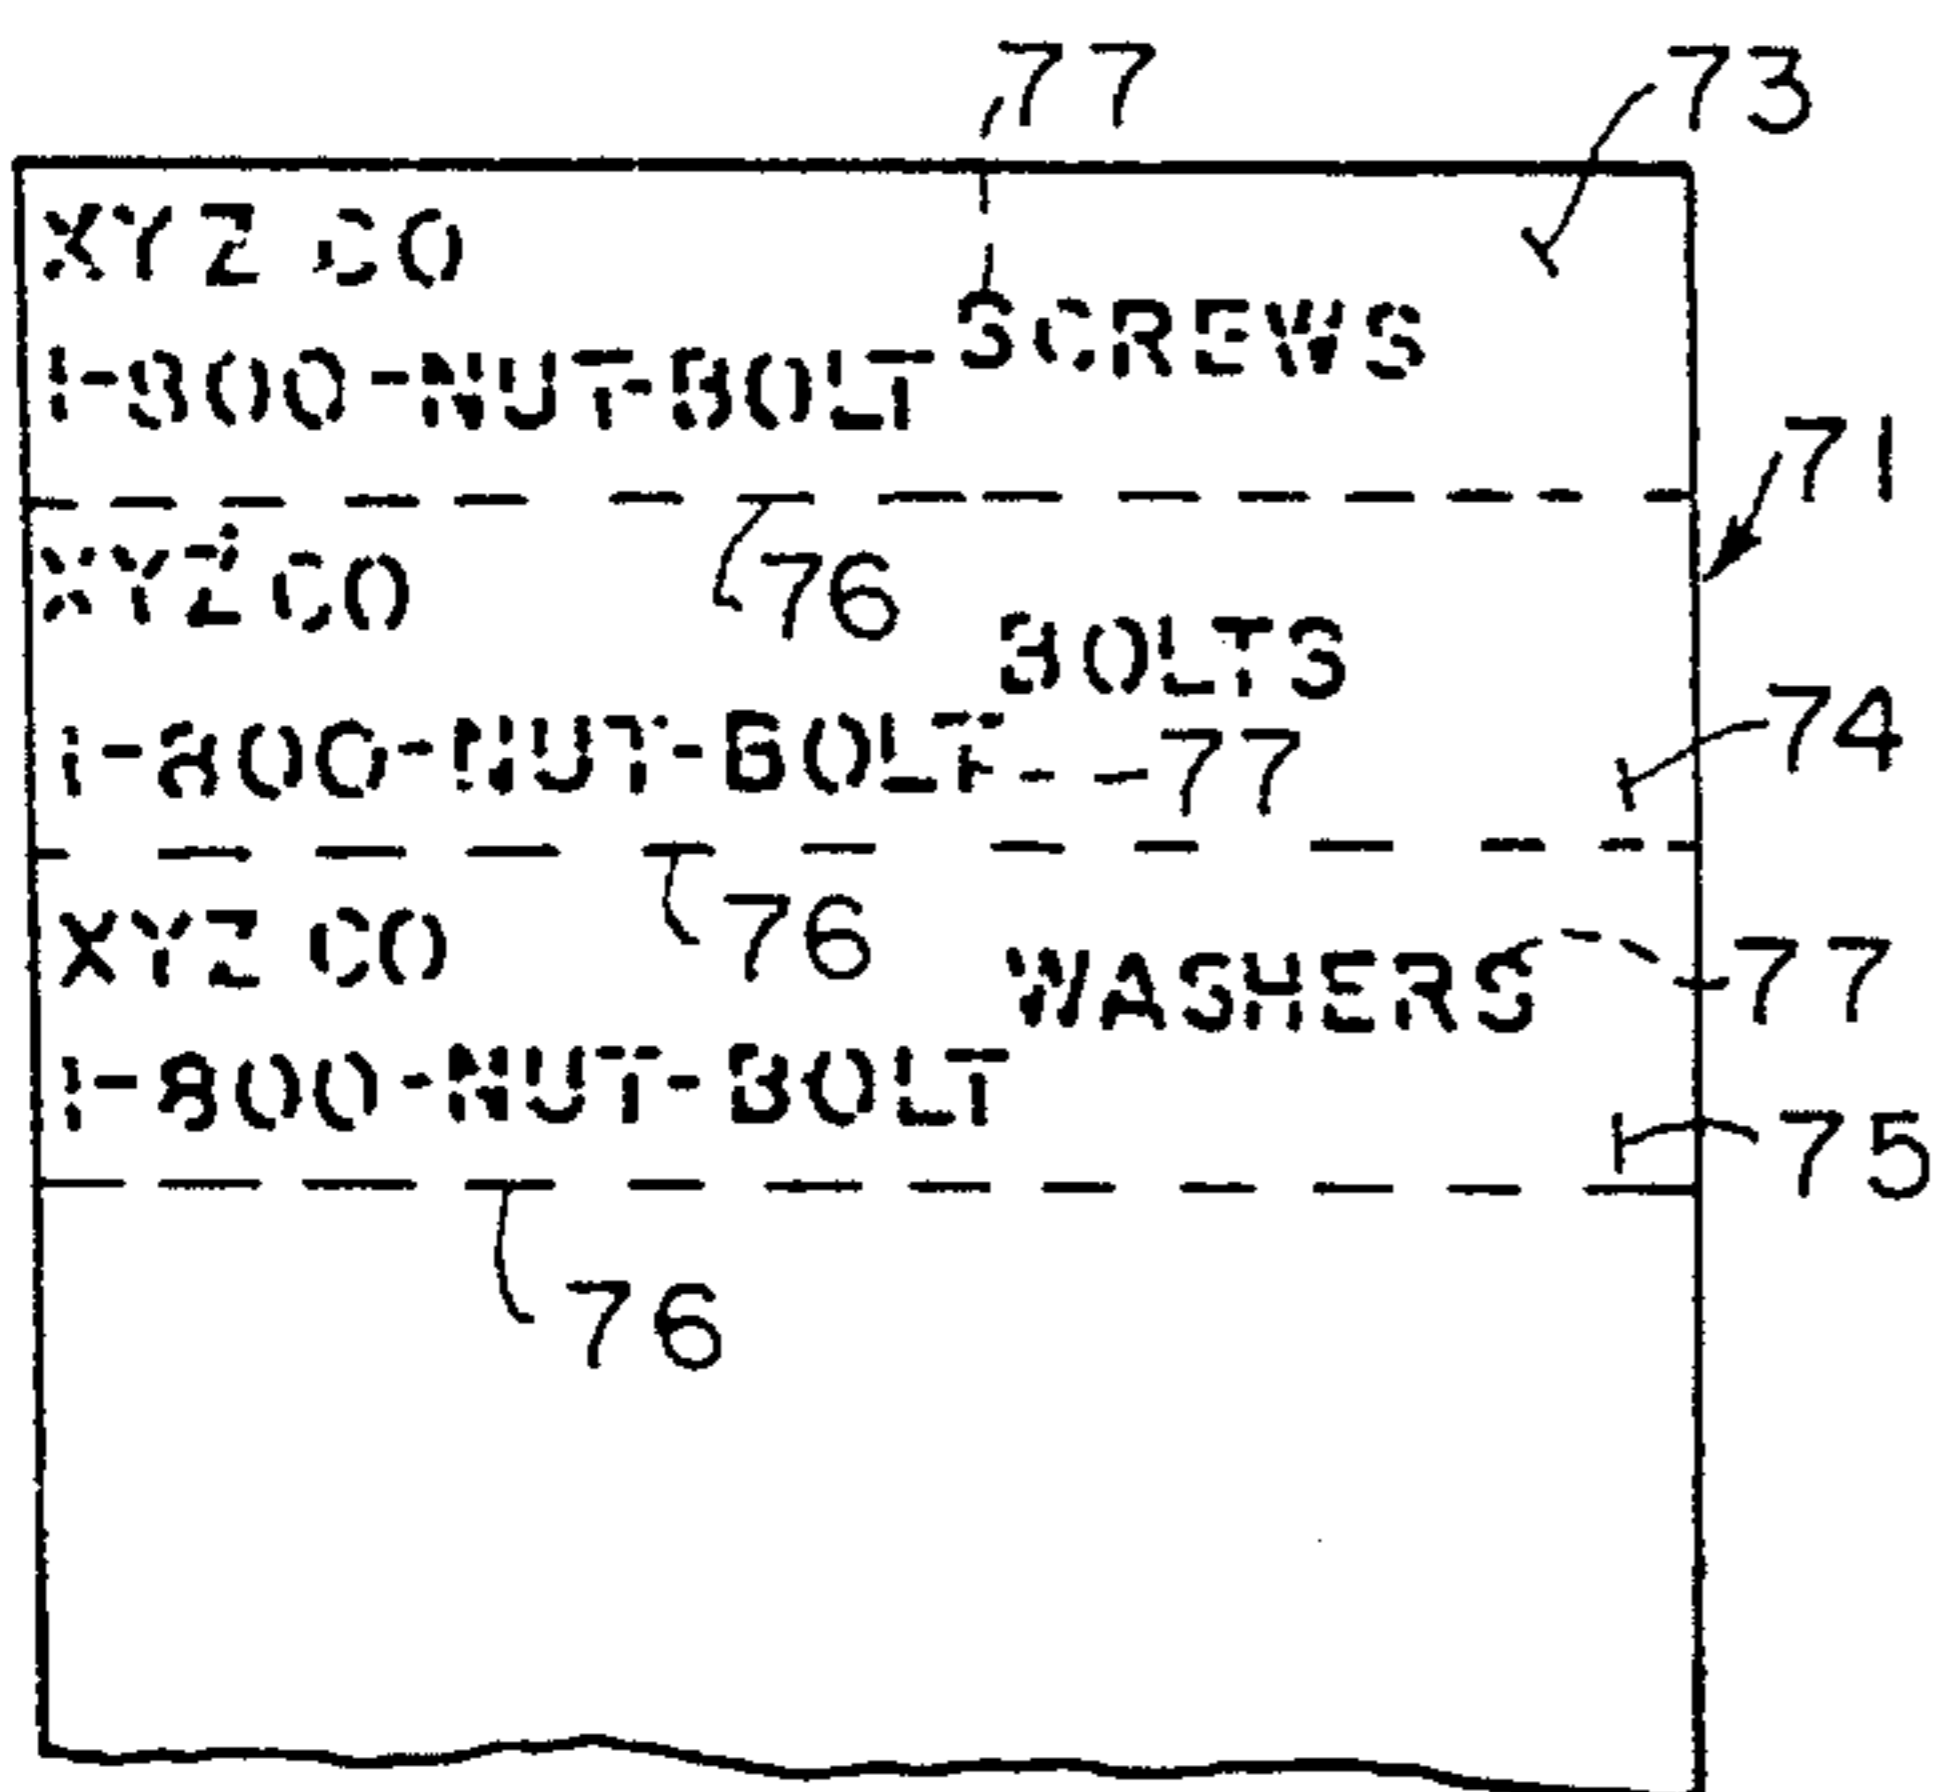 77 73
XYZ CO
SCREWS
1-800-NUT-BOLT
71
76
XYZ CO
BOLTS
74
1-800-NUT-BOLT 77
76
XYZ CO
WASHERS 77
1-800-NUT-BOLT
75
76